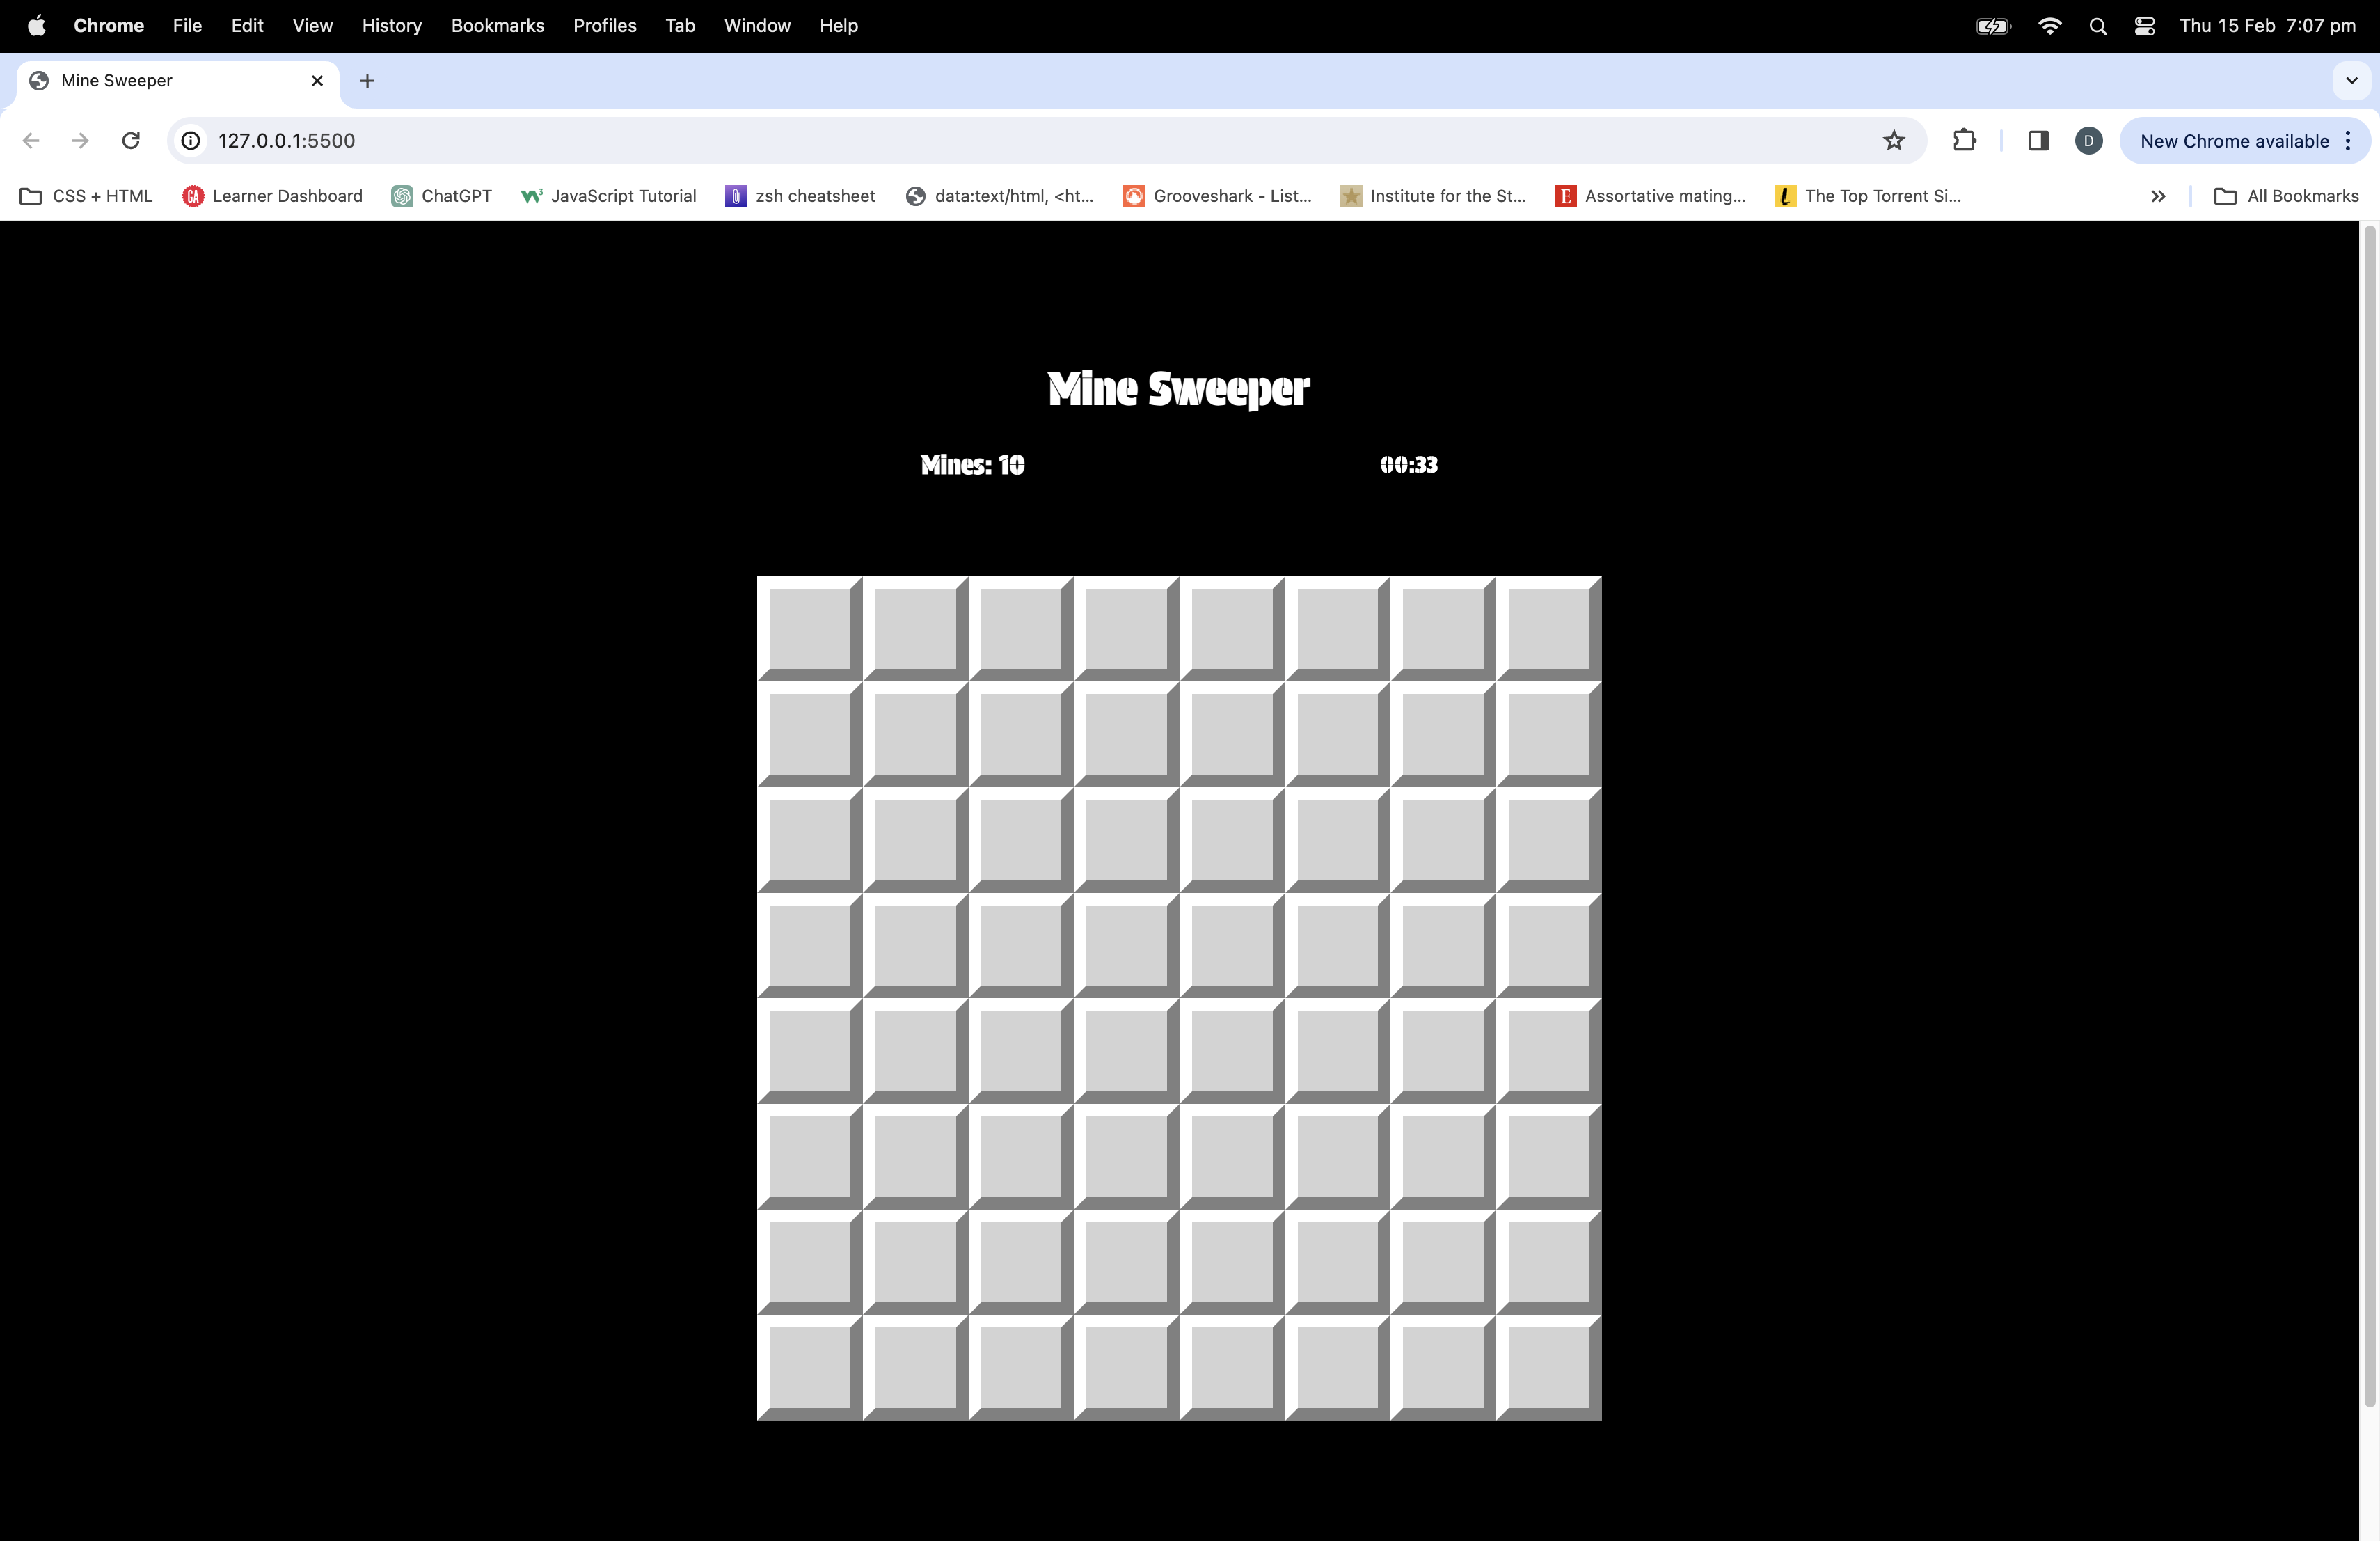 Chrome File Edit View History Bookmarks Profiles Tab Window Help Thu 15 Feb 7:07 pm
Mine Sweeper
127.0.0.1:5500 D New Chrome available
CSS + HTML GA Learner Dashboard ChatGPT W3 JavaScript Tutorial zsh cheatsheet data:text/html, <ht... Grooveshark - List... Institute for the St... E Assortative mating... L The Top Torrent Si... All Bookmarks
Mine Sweeper
Mines: 10 00:33